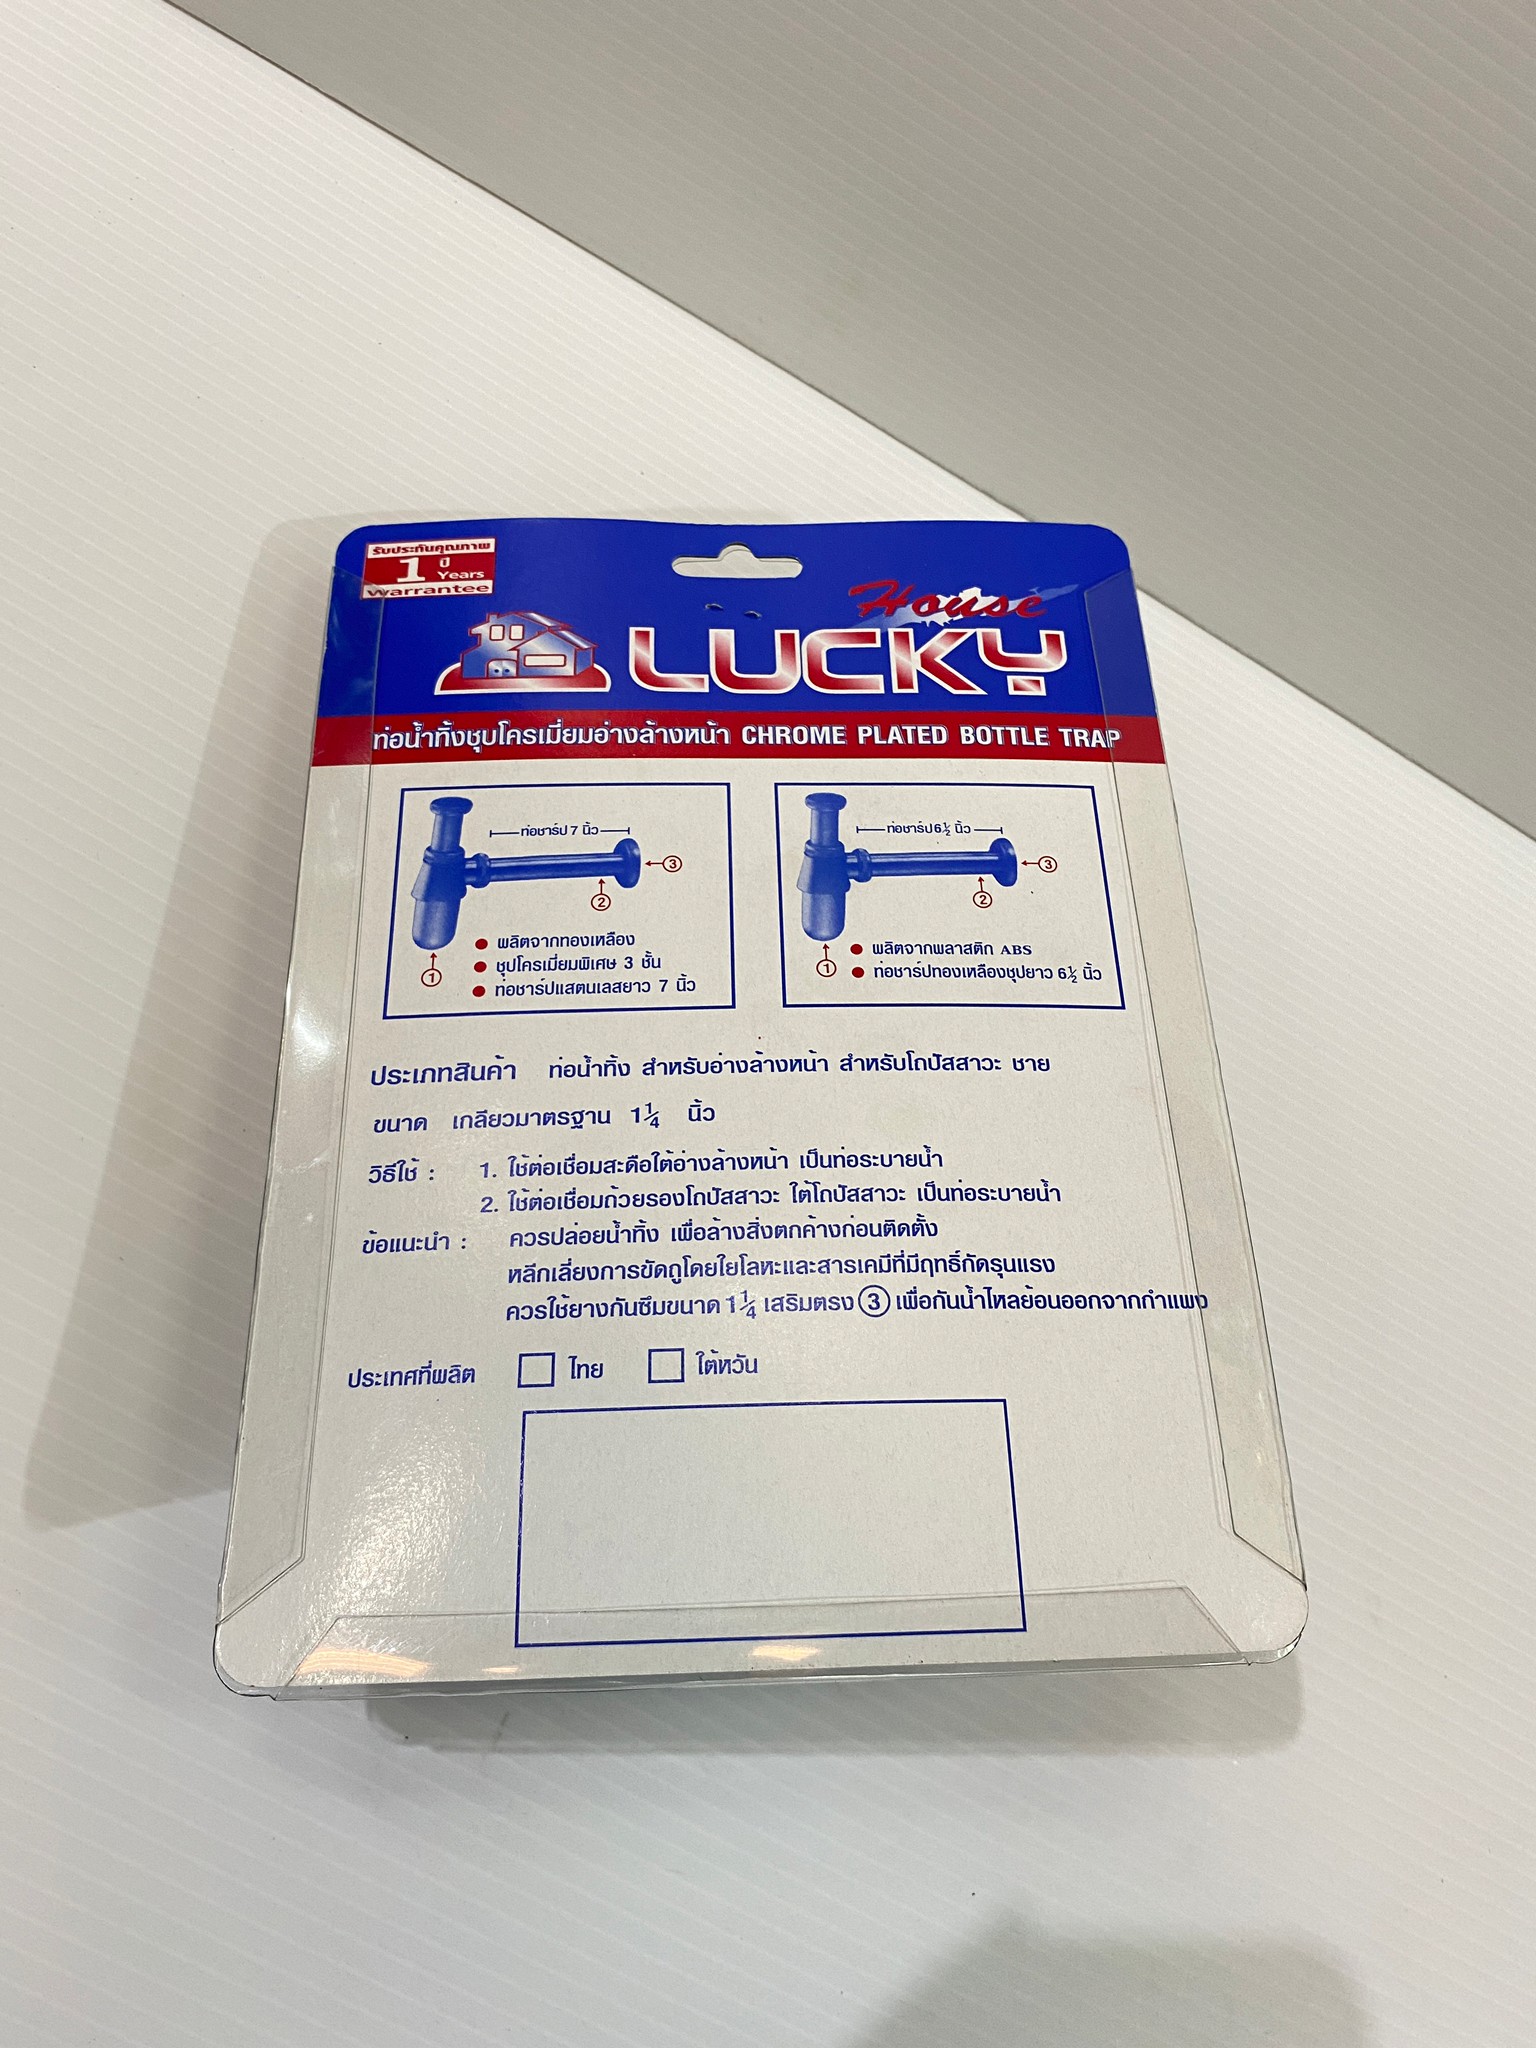 รับประกันคุณภาพ
1 ปี Years
warrantee
House
LUCKY
ท่อน้ำทิ้งชุบโครเมี่ยมอ่างล้างหน้า CHROME PLATED BOTTLE TRAP
ท่อชาร์ป 7 นิ้ว
3
2
1
● ผลิตจากทองเหลือง
● ชุปโครเมี่ยมพิเศษ 3 ชั้น
● ท่อชาร์ปแสตนเลสยาว 7 นิ้ว
ท่อชาร์ป 6½ นิ้ว
3
2
1
● ผลิตจากพลาสติก ABS
● ท่อชาร์ปทองเหลืองชุปยาว 6½ นิ้ว
ประเภทสินค้า ท่อน้ำทิ้ง สำหรับอ่างล้างหน้า สำหรับโถปัสสาวะ ชาย
ขนาด เกลียวมาตรฐาน 1¼ นิ้ว
วิธีใช้ : 1. ใช้ต่อเชื่อมสะดือใต้อ่างล้างหน้า เป็นท่อระบายน้ำ
2. ใช้ต่อเชื่อมถ้วยรองโถปัสสาวะ ใต้โถปัสสาวะ เป็นท่อระบายน้ำ
ข้อแนะนำ : ควรปล่อยน้ำทิ้ง เพื่อล้างสิ่งตกค้างก่อนติดตั้ง
หลีกเลี่ยงการขัดถูโดยใยโลหะและสารเคมีที่มีฤทธิ์กัดรุนแรง
ควรใช้ยางกันซึมขนาด 1¼ เสริมตรง ③ เพื่อกันน้ำไหลย้อนออกจากกำแพง
ประเทศที่ผลิต ☐ ไทย ☐ ใต้หวัน